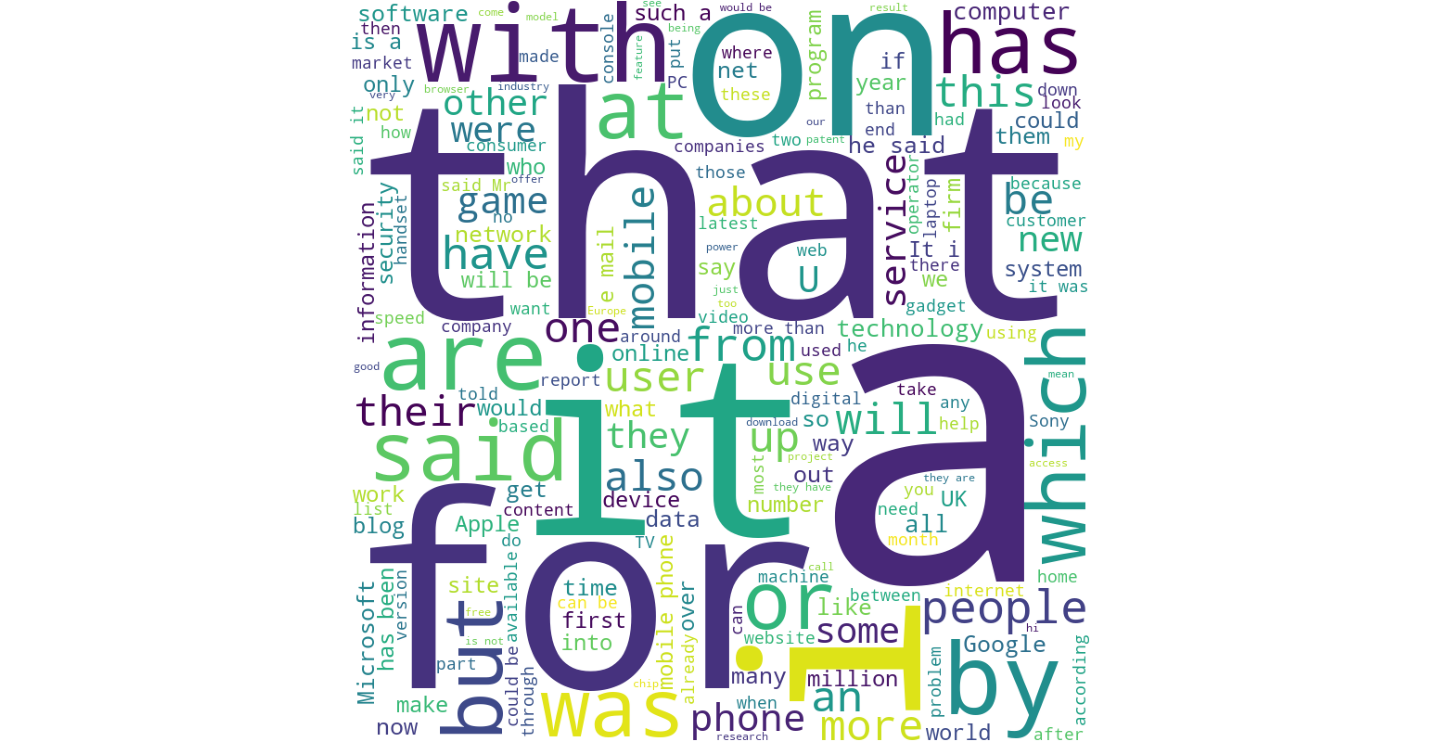 software
come
model
with
such a
see
would be
being
result
on
computer
has
then
is a
market
made
console
feature
put
PC
where
net
these
program
if
year
this
down
look
only
very
browser
industry
not
other
at
than
end
had
could
them
my
how
were
said it
consumer
that
companies
two
our
patent
he said
who
said Mr
offer
those
because
security
handset
game
no
mobile
about
latest
service
operator
laptop
firm
be
customer
new
information
network
have
e mail
power
web
U
It i
there
system
will be
say
just
too
we
it was
want
Europe
video
gadget
speed
company
one
around
more than
technology
using
good
are
online
from
used
he
which
report
user
use
a
mean
told
it
digital
take
any
Sony
their
would
what
download
so
will
help
based
they
up
way
said
project
also
most
out
access
they have
they are
work
get
device
number
you
UK
list
content
need
all
blog
Apple
data
month
do
TV
for
time
machine
call
home
Microsoft
has been
version
site
can be
mobile phone
over
or
like
between
internet
people
free
available
first
can
website
some
hi
but
is not
into
already
I
Google
by
according
part
could be
through
chip
many
million
problem
make
was
when
an
now
phone
research
more
world
after